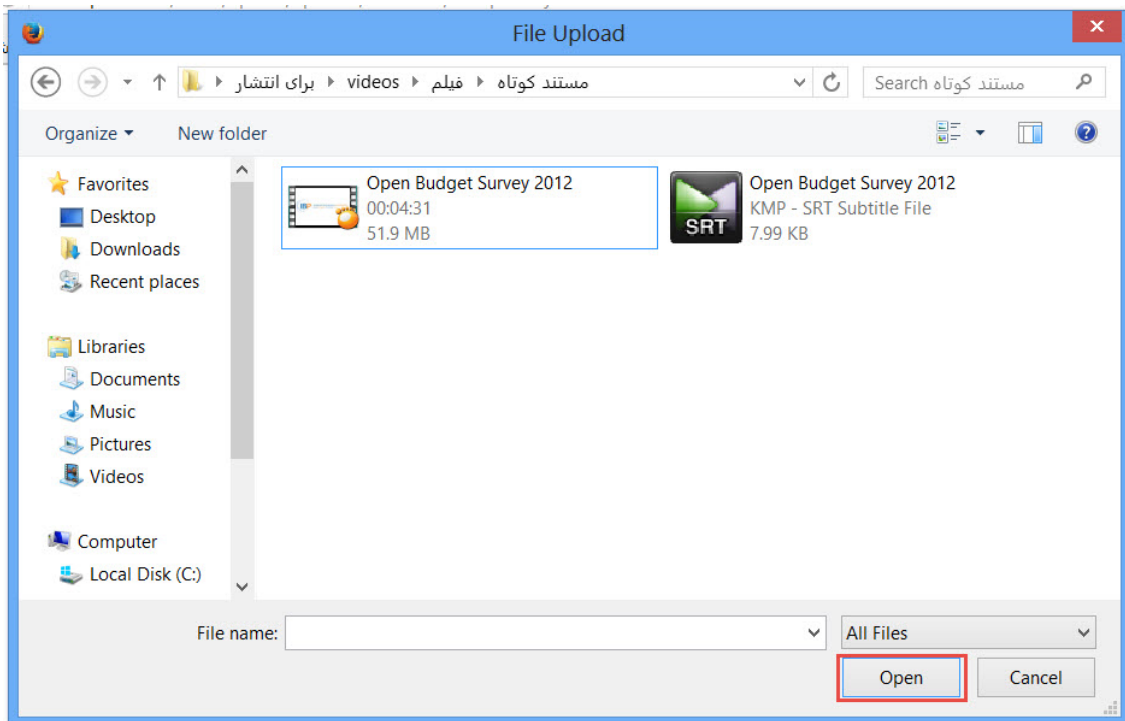 File Upload
برای انتشار videos فیلم مستند کوتاه
Search مستند کوتاه
Organize New folder
Favorites
Desktop
Downloads
Recent places
Libraries
Documents
Music
Pictures
Videos
Computer
Local Disk (C:)
Open Budget Survey 2012
00:04:31
51.9 MB
SRT
Open Budget Survey 2012
KMP - SRT Subtitle File
7.99 KB
File name:
All Files
Open
Cancel